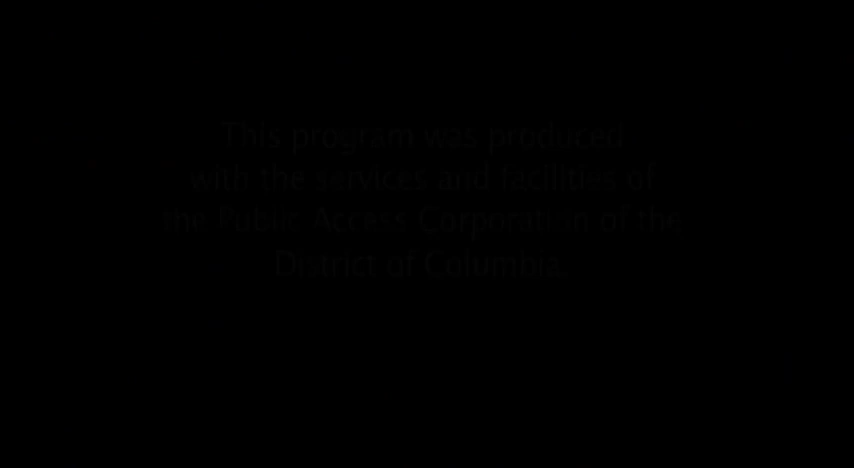 This program was produced
with the services and facilities of
the Public Access Corporation of the
District of Columbia.